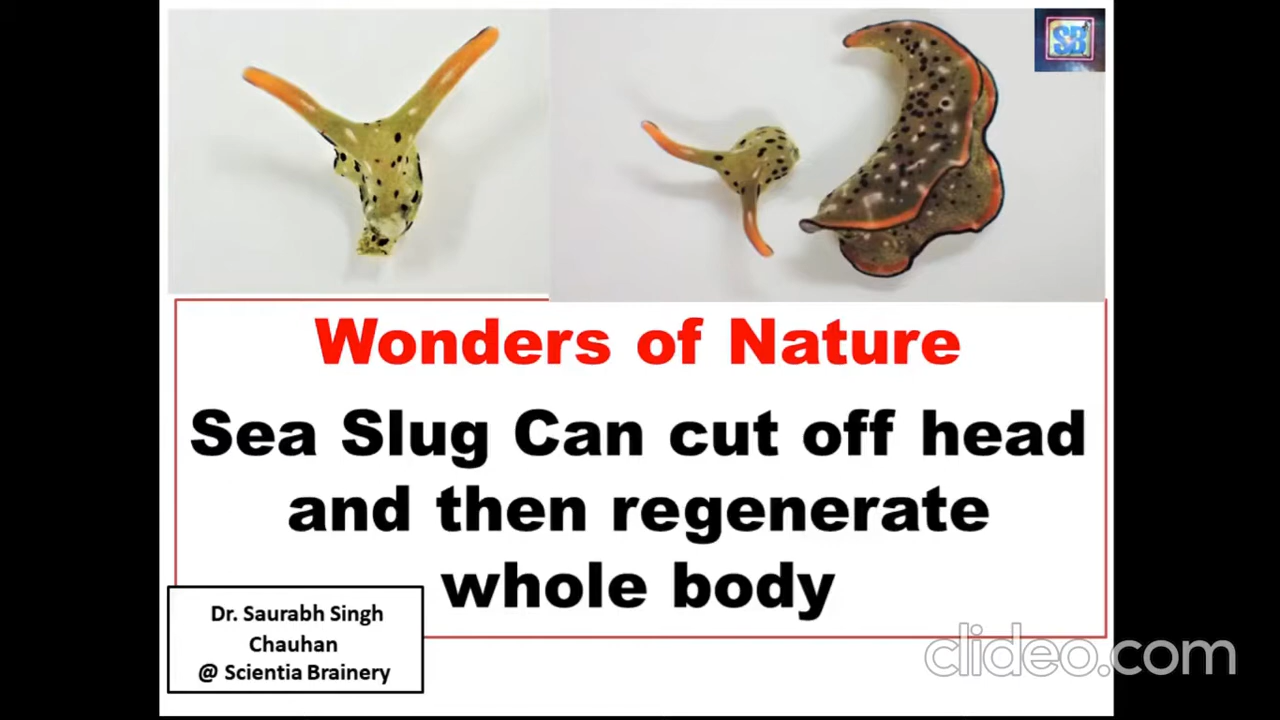 SB
Wonders of Nature
Sea Slug Can cut off head
and then regenerate
whole body
Dr. Saurabh Singh
Chauhan
@ Scientia Brainery
clideo.com